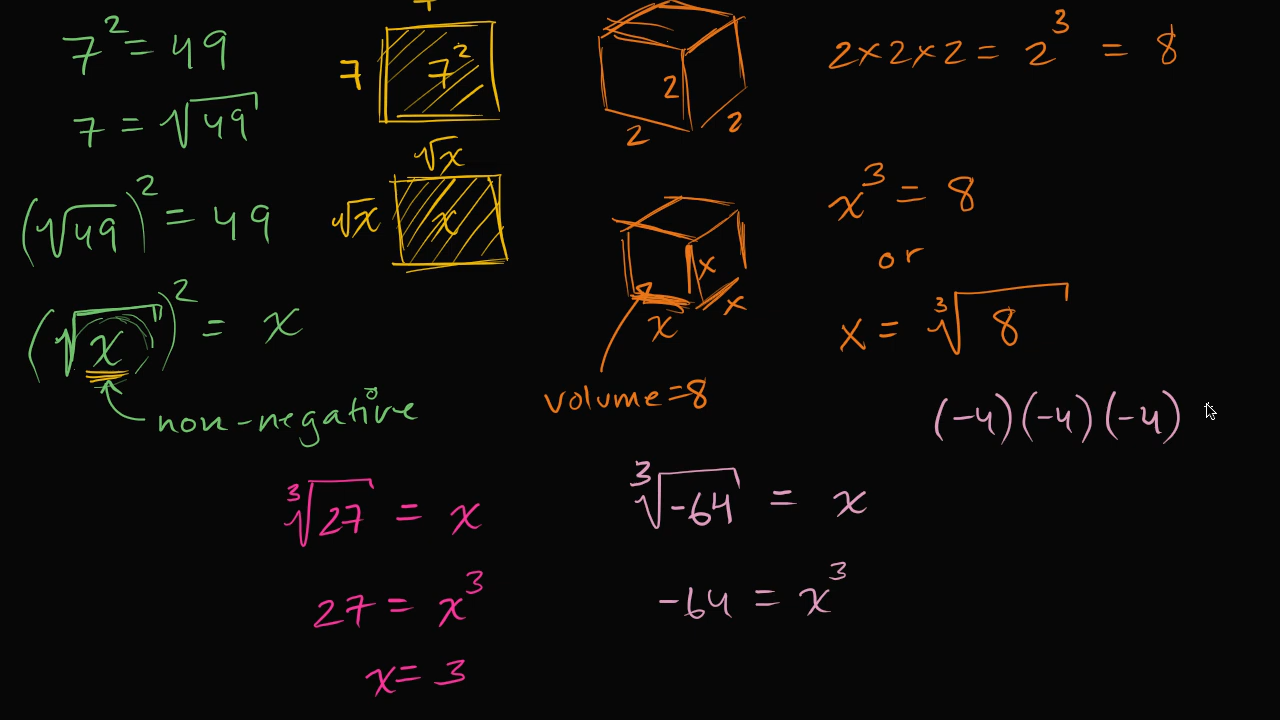 7² = 49
7 = √49
(√49)² = 49
(√x)² = x
non-negative
7
7²
√x
√x
x
2
2
2
x
x
x
volume = 8
2×2×2 = 2³ = 8
x³ = 8
or
x = ∛8
(-4)(-4)(-4)
∛27 = x
27 = x³
x = 3
∛-64 = x
-64 = x³